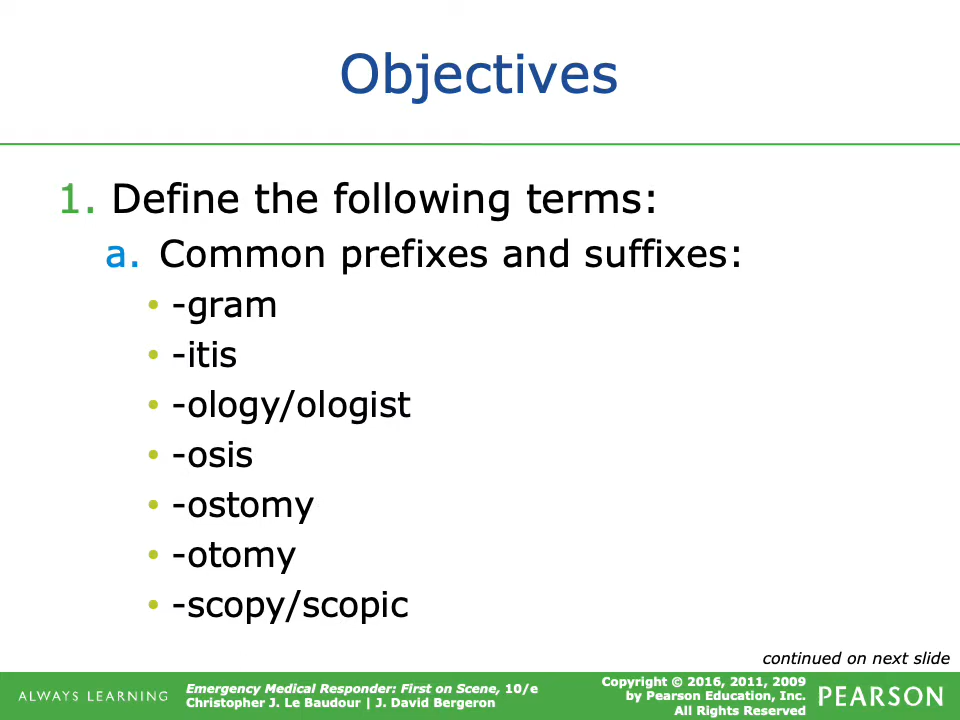 Objectives
1. Define the following terms:
a. Common prefixes and suffixes:
• -gram
• -itis
• -ology/ologist
• -osis
• -ostomy
• -otomy
• -scopy/scopic
continued on next slide
ALWAYS LEARNING
Emergency Medical Responder: First on Scene, 10/e
Christopher J. Le Baudour | J. David Bergeron
Copyright © 2016, 2011, 2009
by Pearson Education, Inc.
All Rights Reserved
PEARSON